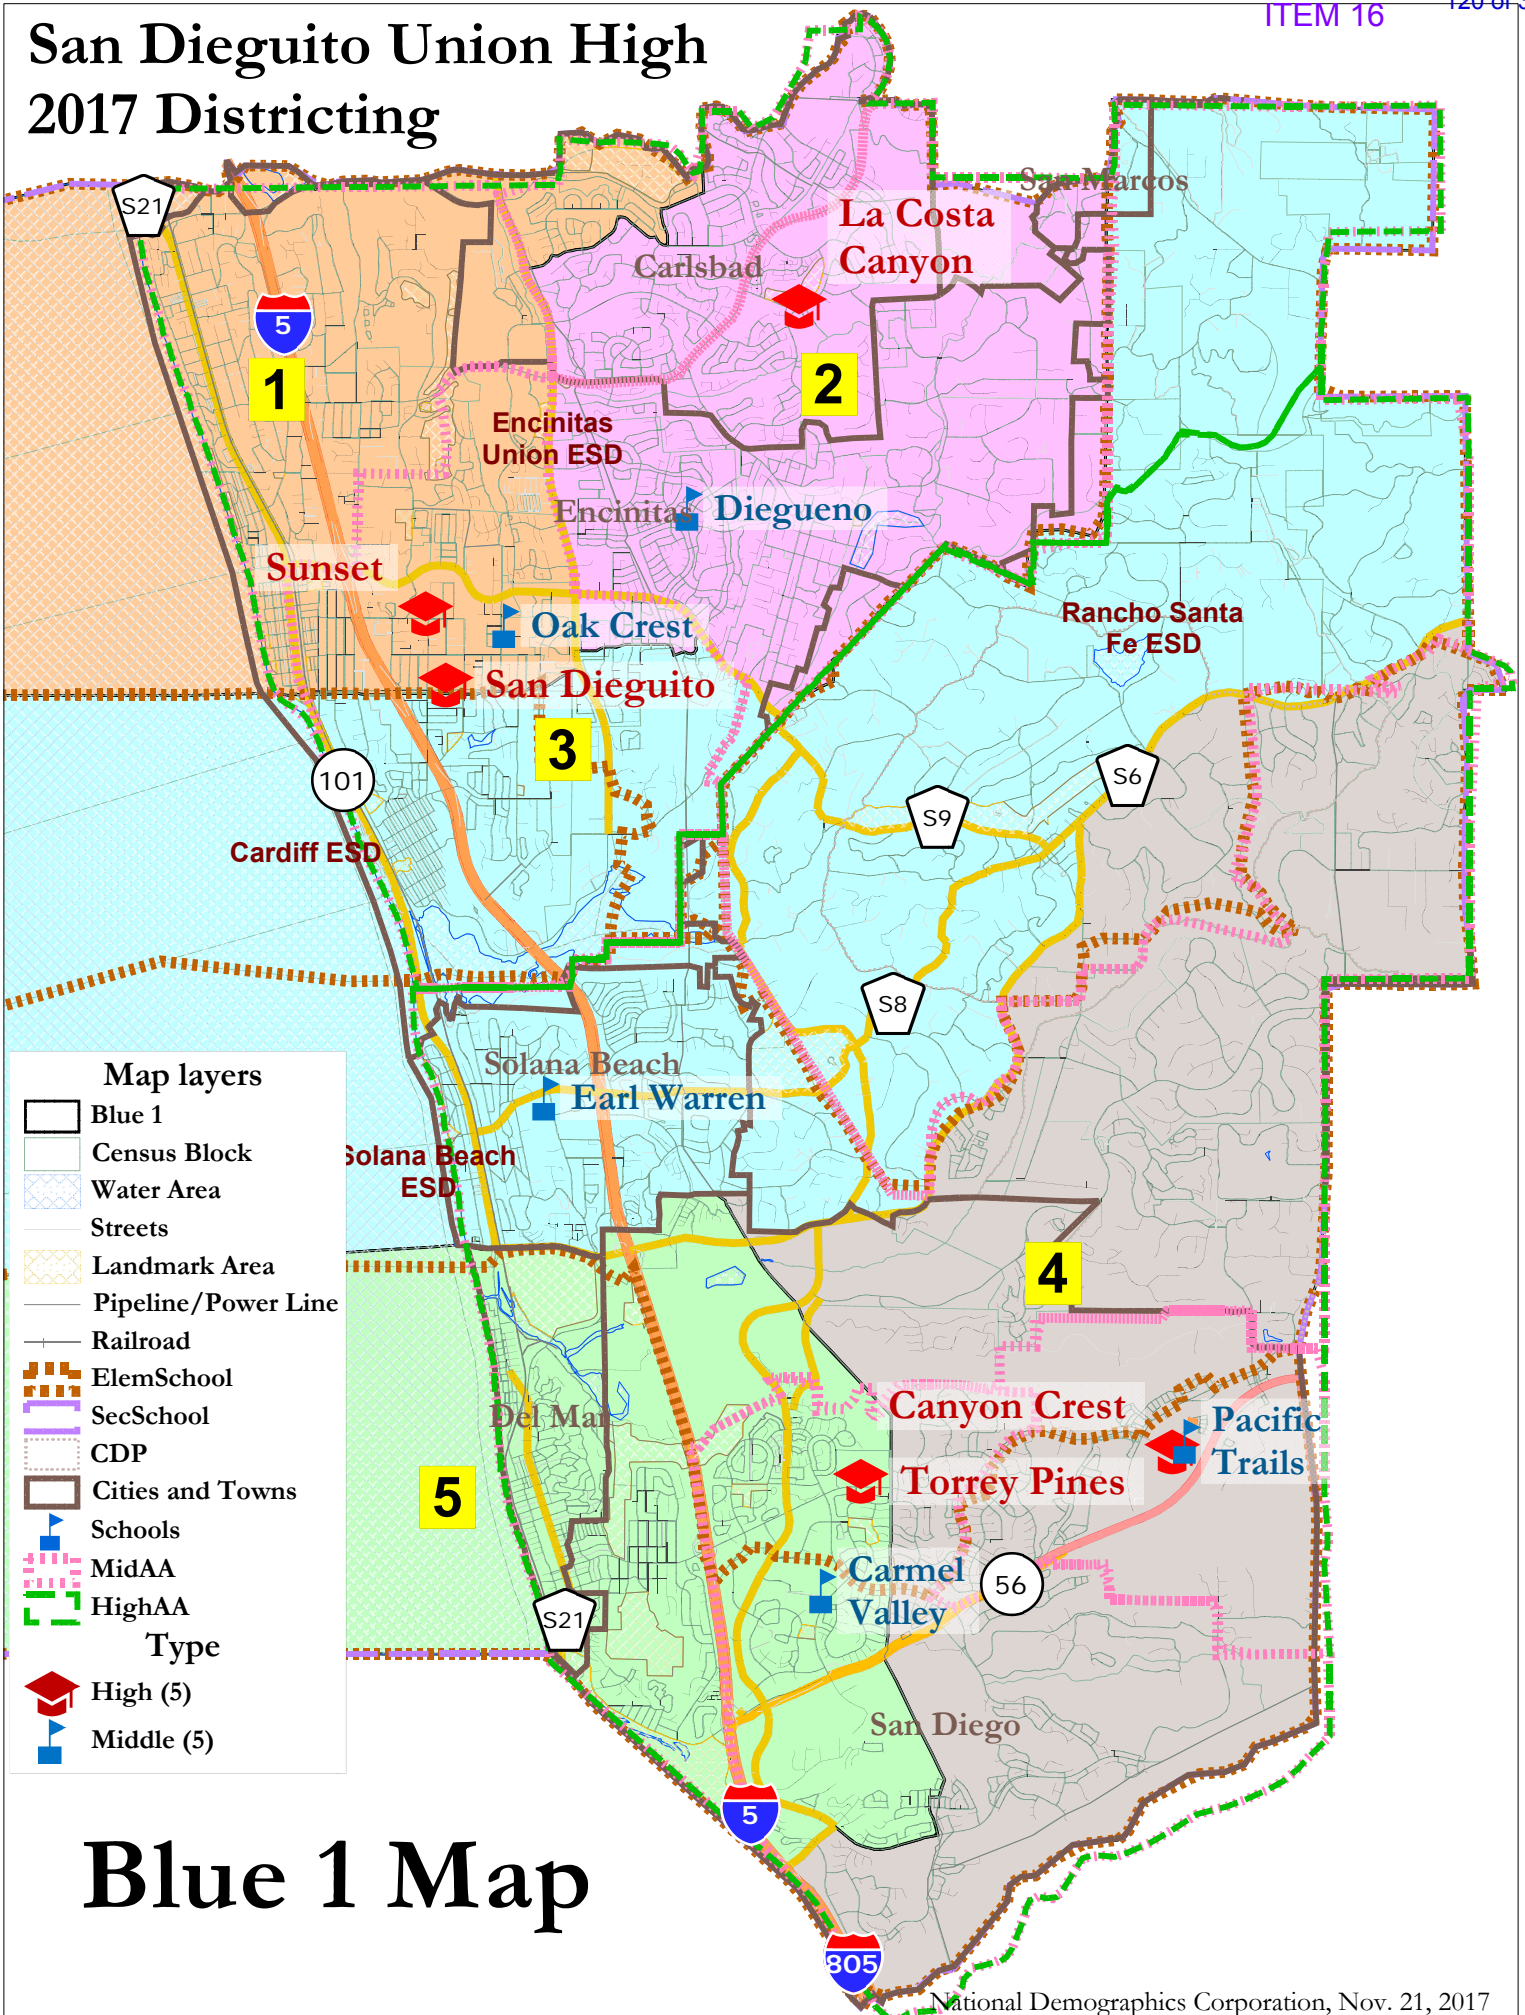 ITEM 16
San Dieguito Union High
2017 Districting
S21
San Marcos
La Costa
Canyon
Carlsbad
5
1
2
Encinitas
Union ESD
Encinitas
Diegueno
Sunset
Oak Crest
Rancho Santa
Fe ESD
San Dieguito
3
101
S6
S9
Cardiff ESD
S8
Solana Beach
Earl Warren
Solana Beach
ESD
Map layers
Blue 1
Census Block
Water Area
Streets
Landmark Area
Pipeline/Power Line
Railroad
ElemSchool
SecSchool
CDP
Cities and Towns
Schools
MidAA
HighAA
Type
High (5)
Middle (5)
4
Canyon Crest
Del Mar
Pacific
Trails
Torrey Pines
5
Carmel
Valley
56
S21
San Diego
5
Blue 1 Map
805
National Demographics Corporation, Nov. 21, 2017